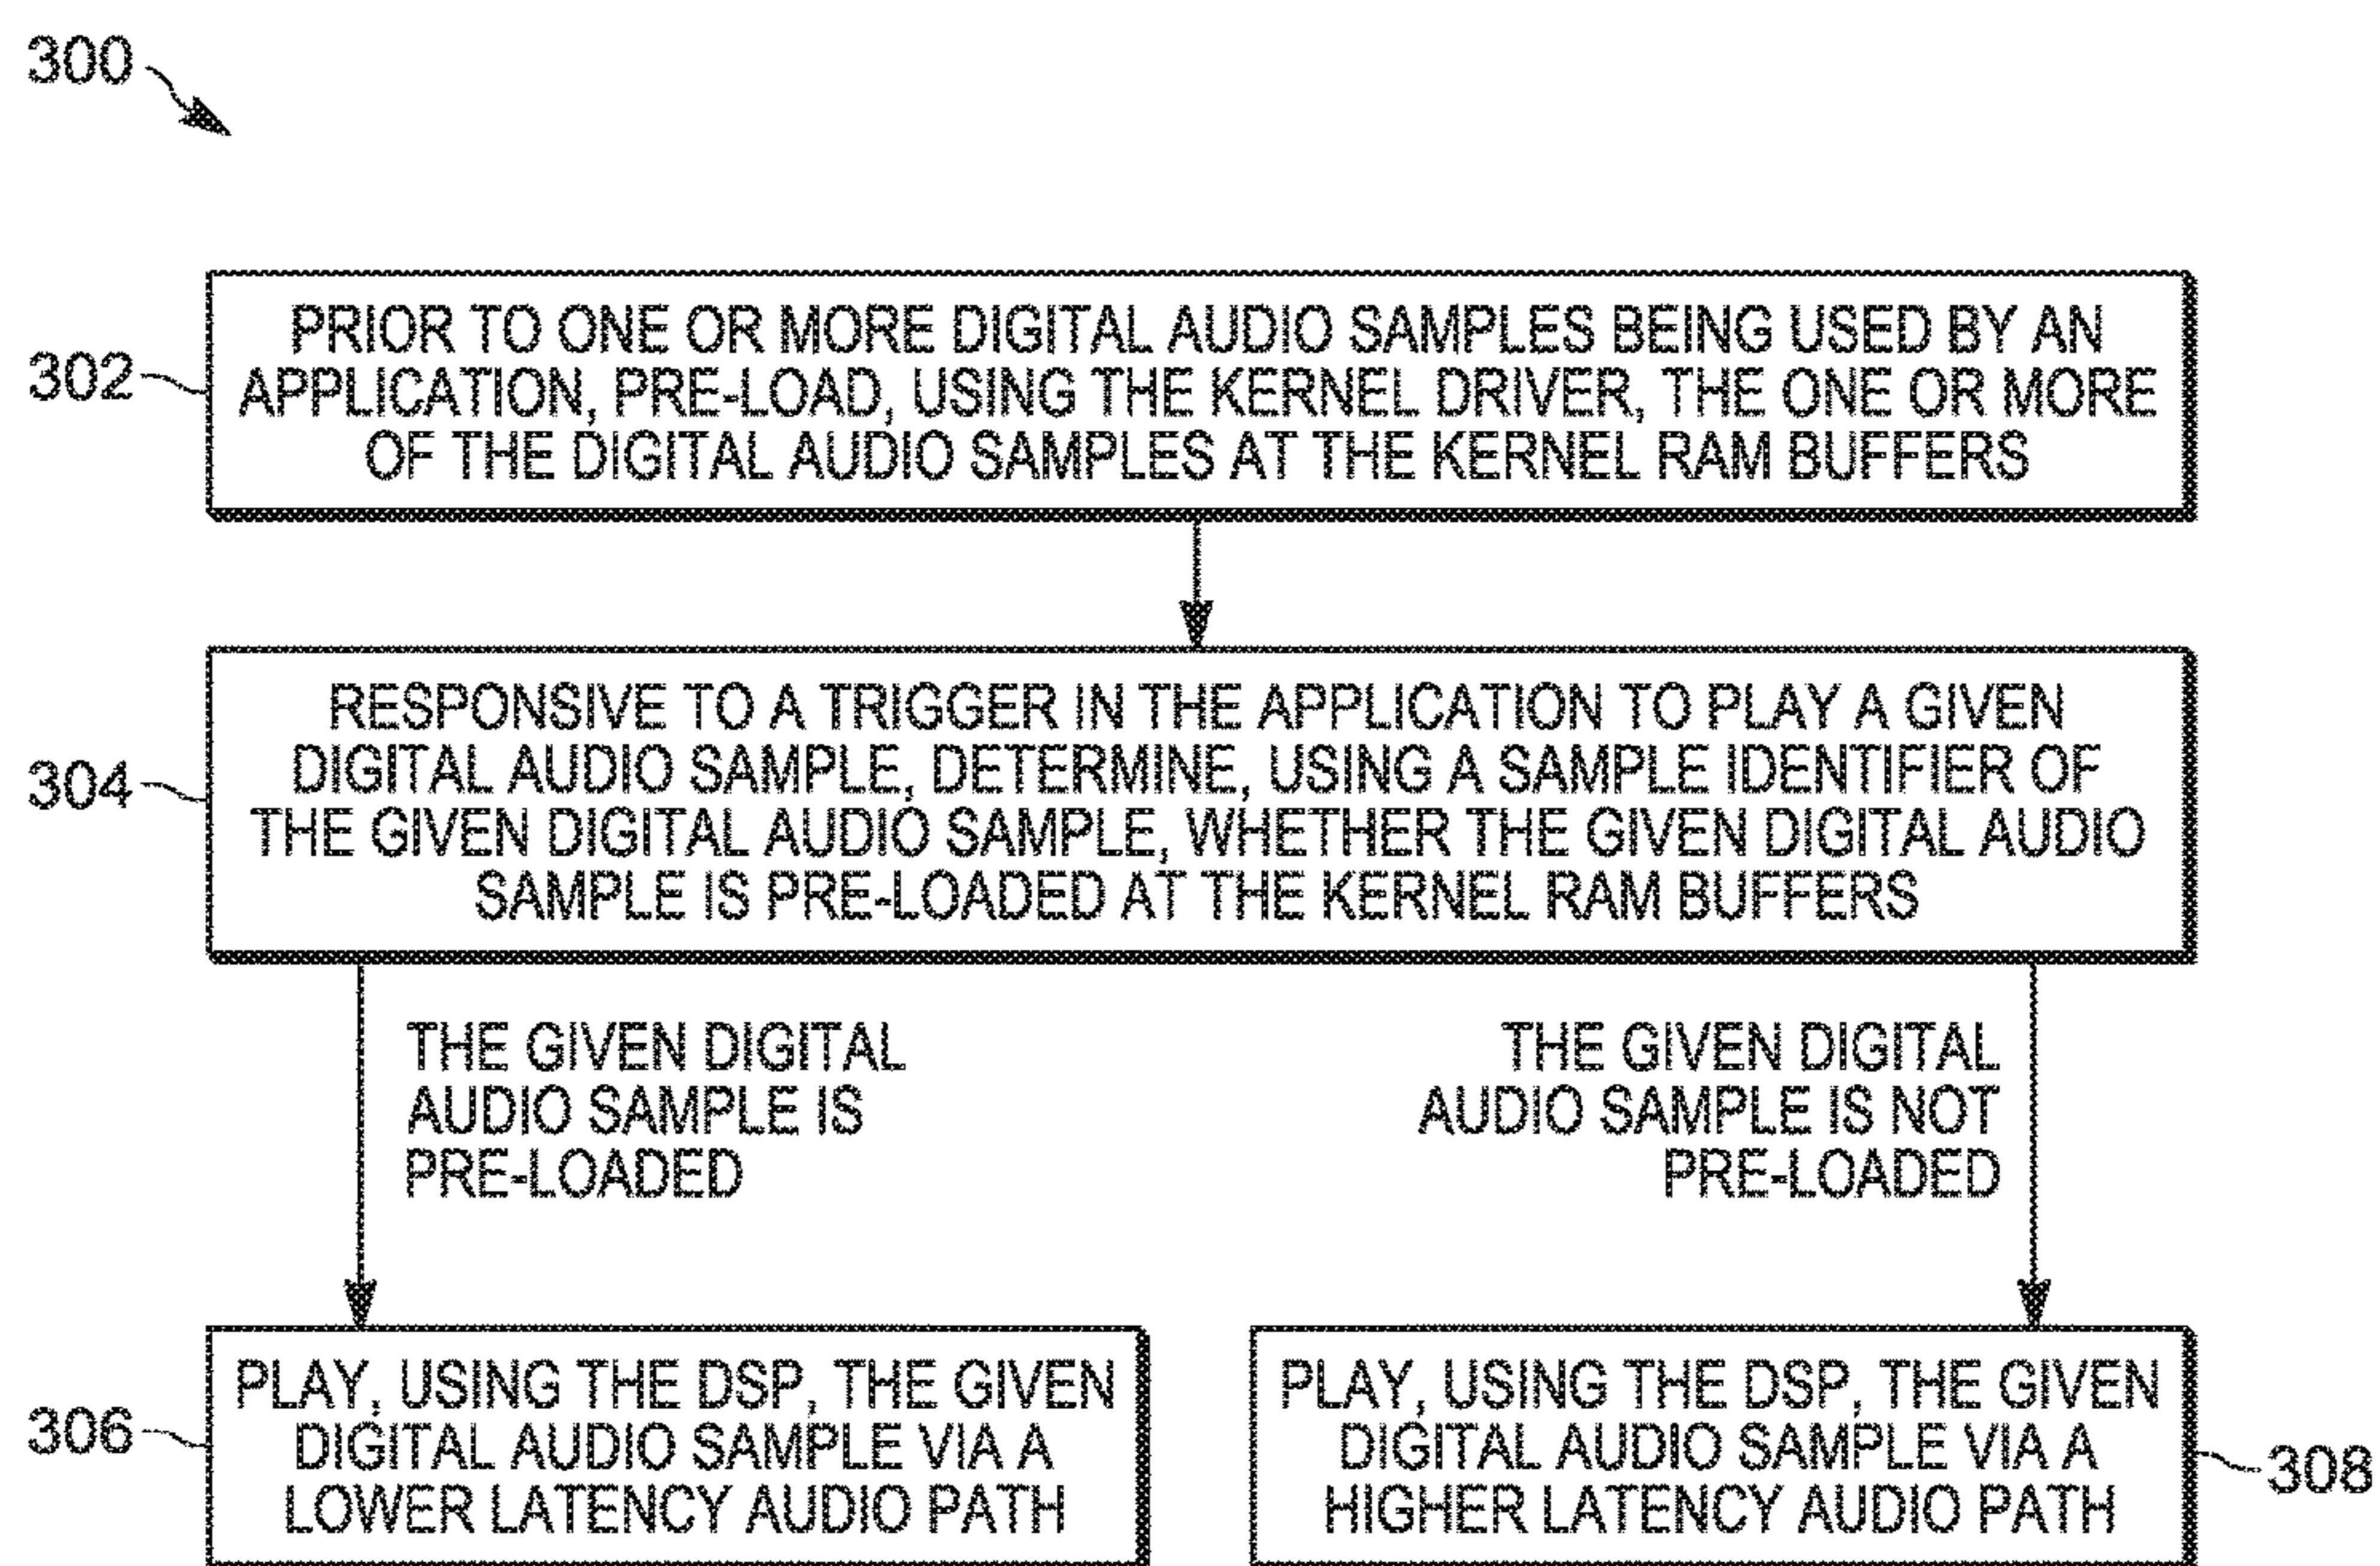 300
302
PRIOR TO ONE OR MORE DIGITAL AUDIO SAMPLES BEING USED BY AN
APPLICATION, PRE-LOAD, USING THE KERNEL DRIVER, THE ONE OR MORE
OF THE DIGITAL AUDIO SAMPLES AT THE KERNEL RAM BUFFERS
304
RESPONSIVE TO A TRIGGER IN THE APPLICATION TO PLAY A GIVEN
DIGITAL AUDIO SAMPLE, DETERMINE, USING A SAMPLE IDENTIFIER OF
THE GIVEN DIGITAL AUDIO SAMPLE, WHETHER THE GIVEN DIGITAL AUDIO
SAMPLE IS PRE-LOADED AT THE KERNEL RAM BUFFERS
THE GIVEN DIGITAL
AUDIO SAMPLE IS
PRE-LOADED
THE GIVEN DIGITAL
AUDIO SAMPLE IS NOT
PRE-LOADED
306
PLAY, USING THE DSP, THE GIVEN
DIGITAL AUDIO SAMPLE VIA A
LOWER LATENCY AUDIO PATH
PLAY, USING THE DSP, THE GIVEN
DIGITAL AUDIO SAMPLE VIA A
HIGHER LATENCY AUDIO PATH
308